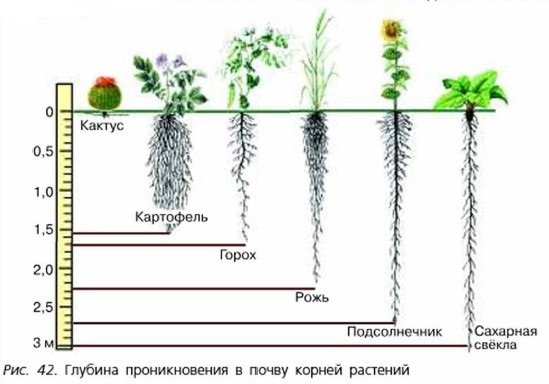 0
Кактус
0,5
1,0
Картофель
1,5
Горох
2,0
Рожь
2,5
Подсолнечник
Сахарная
свёкла
3 м
Рис. 42. Глубина проникновения в почву корней растений